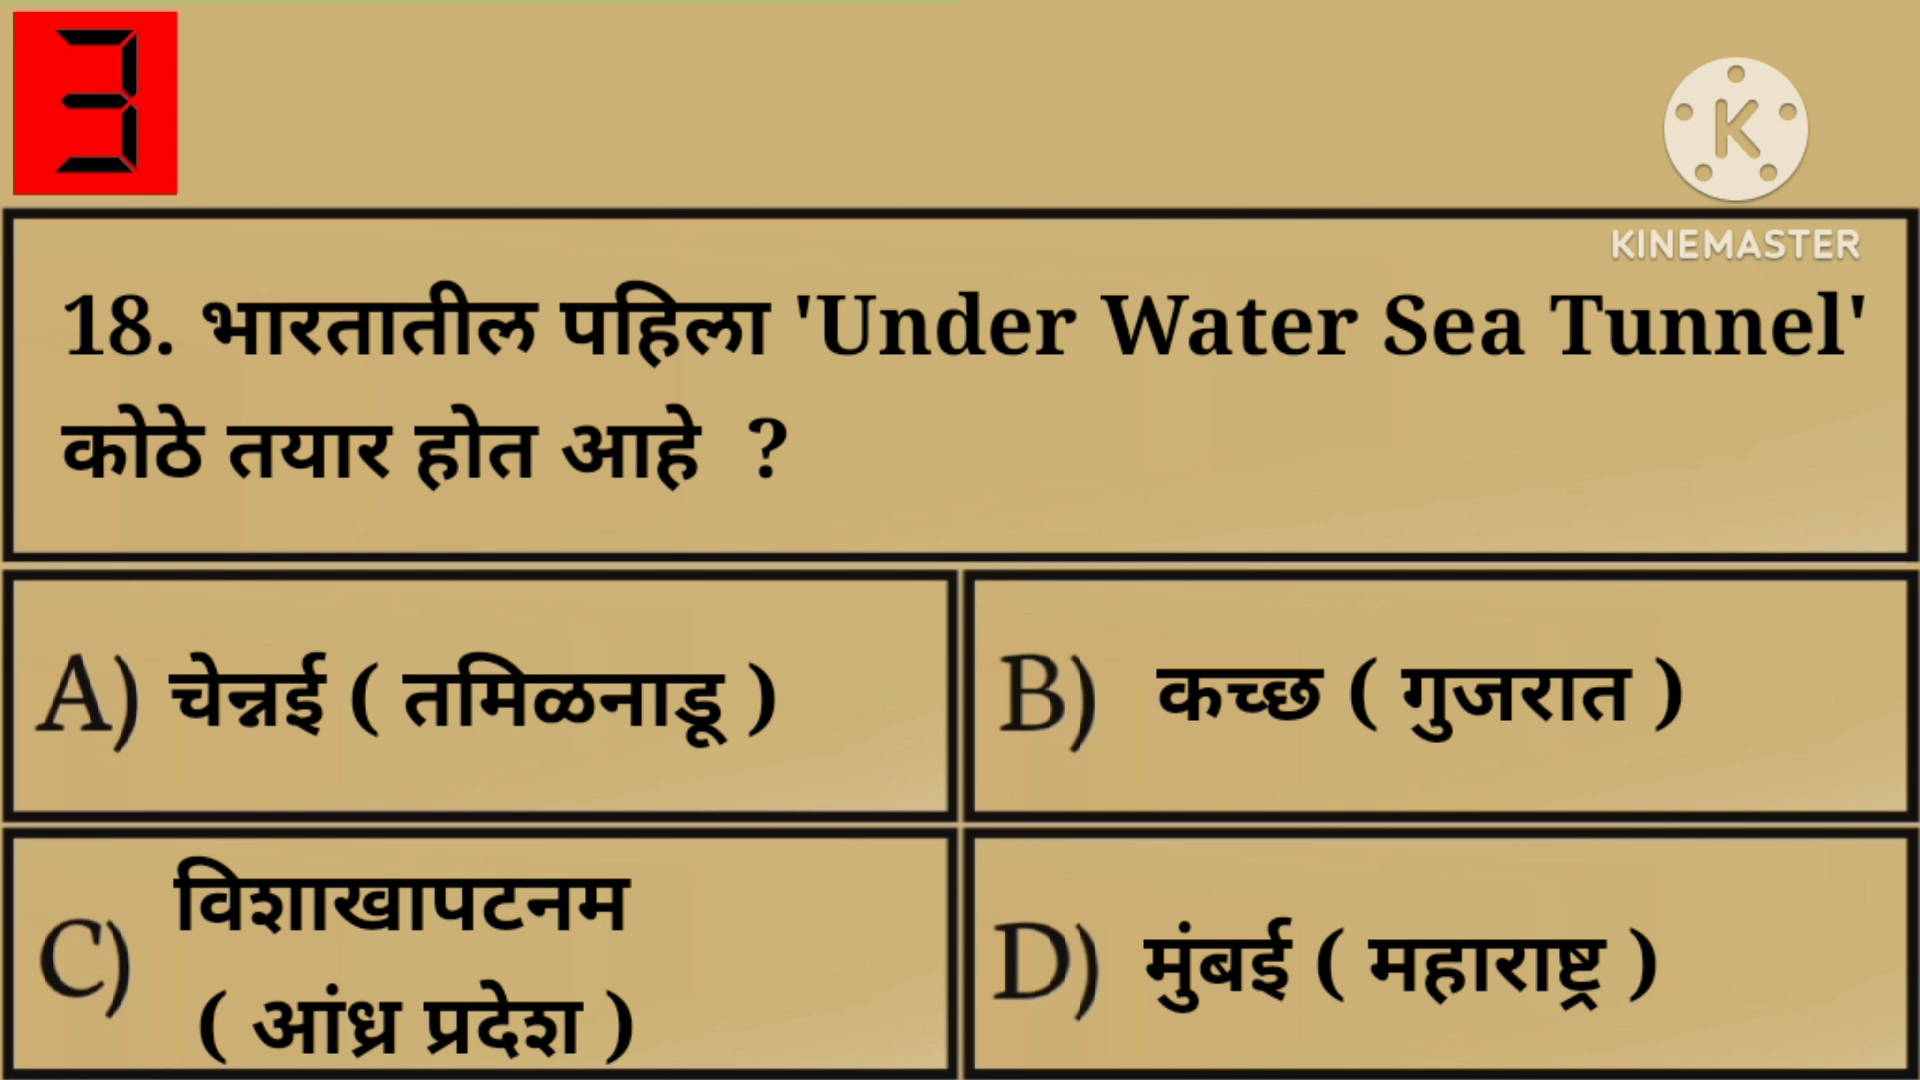 3
KINEMASTER
18. भारतातील पहिला 'Under Water Sea Tunnel'
कोठे तयार होत आहे ?
A) चेन्नई ( तमिळनाडू )
B) कच्छ ( गुजरात )
C) विशाखापटनम
( आंध्र प्रदेश )
D) मुंबई ( महाराष्ट्र )